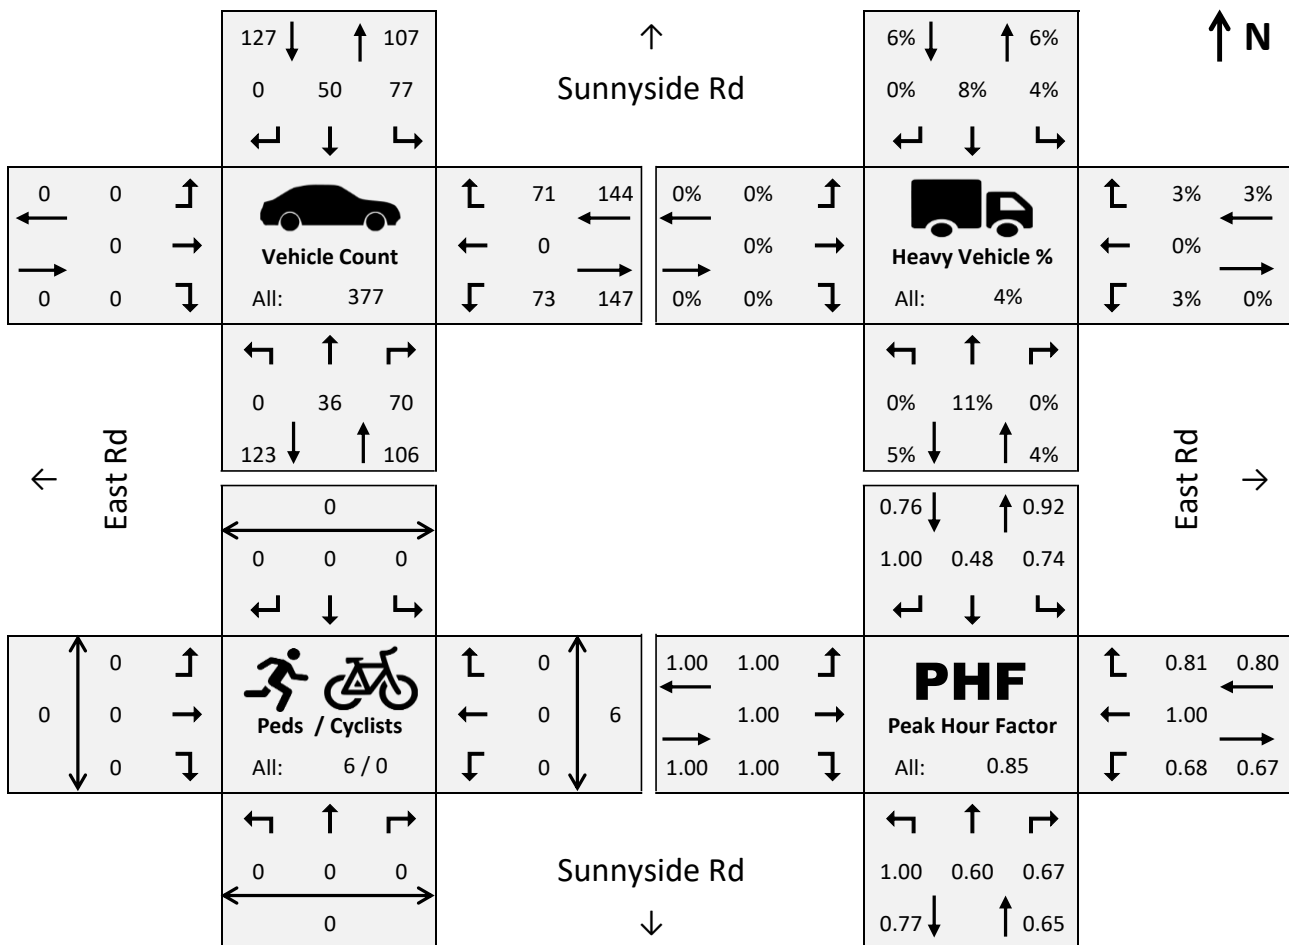 127 107 6% 6% N
Sunnyside Rd
0 50 77 0% 8% 4%
0 0 71 144 0% 0% 3% 3%
0 0 0% 0%
Vehicle Count Heavy Vehicle %
0 0 All: 377 73 147 0% 0% All: 4% 3% 0%
0 36 70 0% 11% 0%
123 106 5% 4%
East Rd East Rd
0 0.76 0.92
0 0 0 1.00 0.48 0.74
0 0 1.00 1.00 PHF 0.81 0.80
0 0 0 6 1.00 1.00
Peds / Cyclists Peak Hour Factor
0 All: 6 / 0 0 1.00 1.00 All: 0.85 0.68 0.67
0 0 0 Sunnyside Rd 1.00 0.60 0.67
0 0.77 0.65